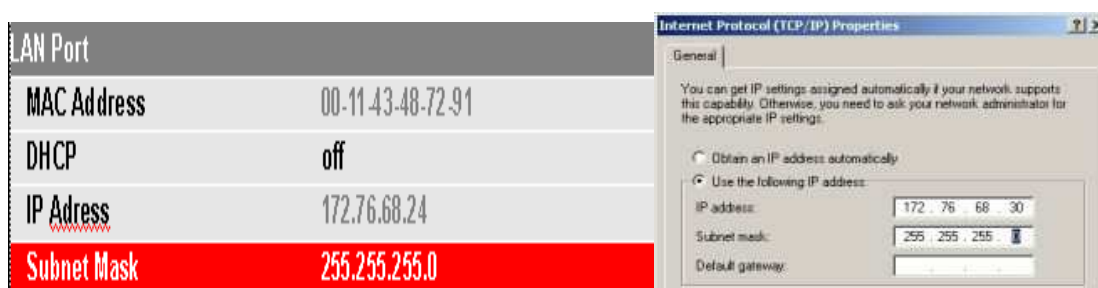 LAN Port
MAC Address 00-11-43-48-72-91
DHCP off
IP Adress 172.76.68.24
Subnet Mask 255.255.255.0
Internet Protocol (TCP/IP) Properties
General
You can get IP settings assigned automatically if your network supports
this capability. Otherwise, you need to ask your network administrator for
the appropriate IP settings.
Obtain an IP address automatically
Use the following IP address:
IP address: 172 . 76 . 68 . 30
Subnet mask: 255 . 255 . 255 . 0
Default gateway: . . .